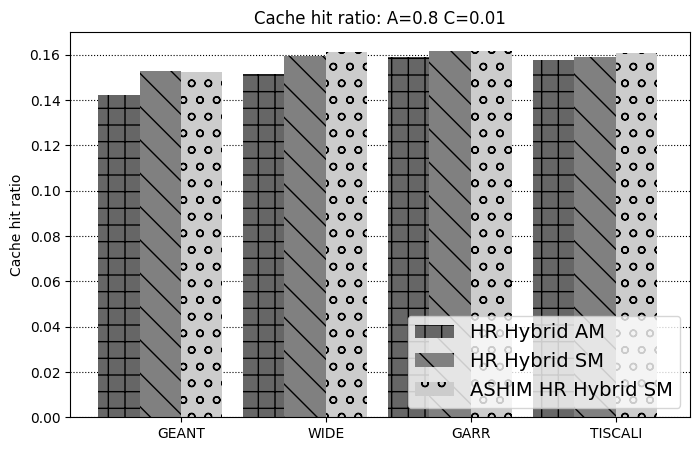 Cache hit ratio: A=0.8 C=0.01
Cache hit ratio
0.16
0.14
0.12
0.10
0.08
0.06
0.04
0.02
0.00
GEANT
WIDE
GARR
TISCALI
HR Hybrid AM
HR Hybrid SM
ASHIM HR Hybrid SM